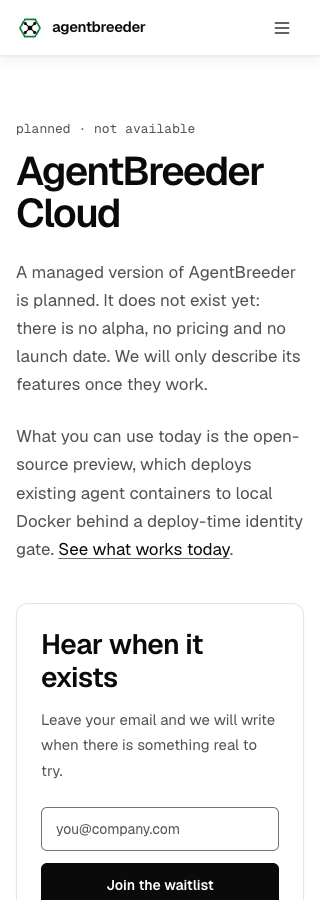 agentbreeder
planned · not available
AgentBreeder
Cloud
A managed version of AgentBreeder
is planned. It does not exist yet:
there is no alpha, no pricing and no
launch date. We will only describe its
features once they work.
What you can use today is the open-
source preview, which deploys
existing agent containers to local
Docker behind a deploy-time identity
gate. See what works today.
Hear when it
exists
Leave your email and we will write
when there is something real to
try.
you@company.com
Join the waitlist